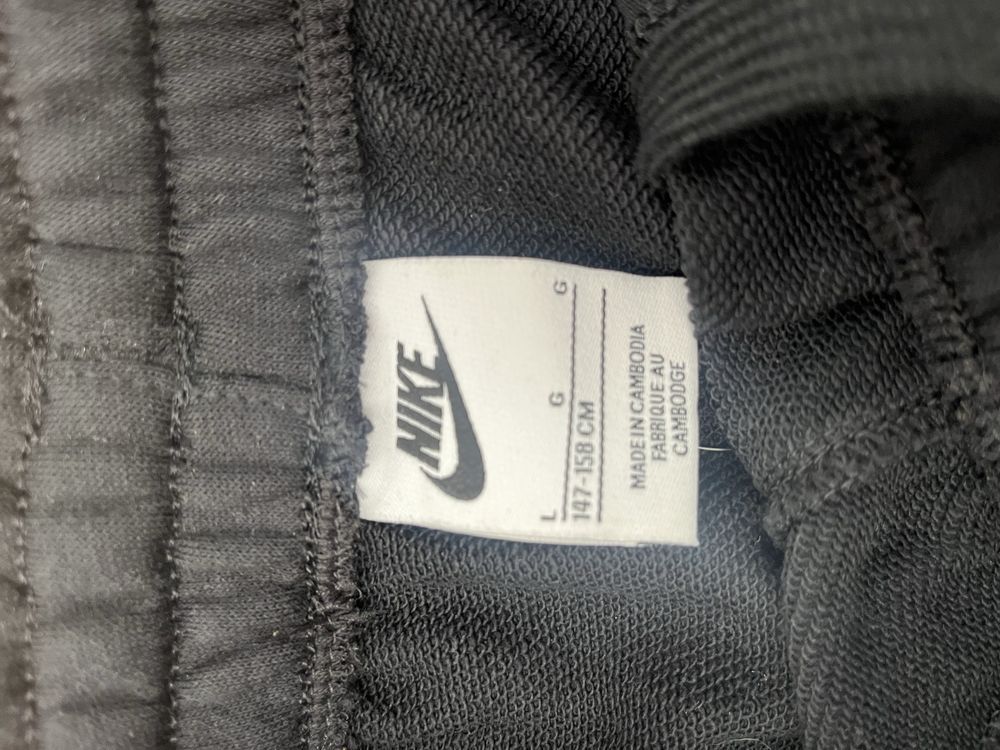 NIKE
L G G
147-158 CM
MADE IN CAMBODIA
FABRIQUE AU
CAMBODGE